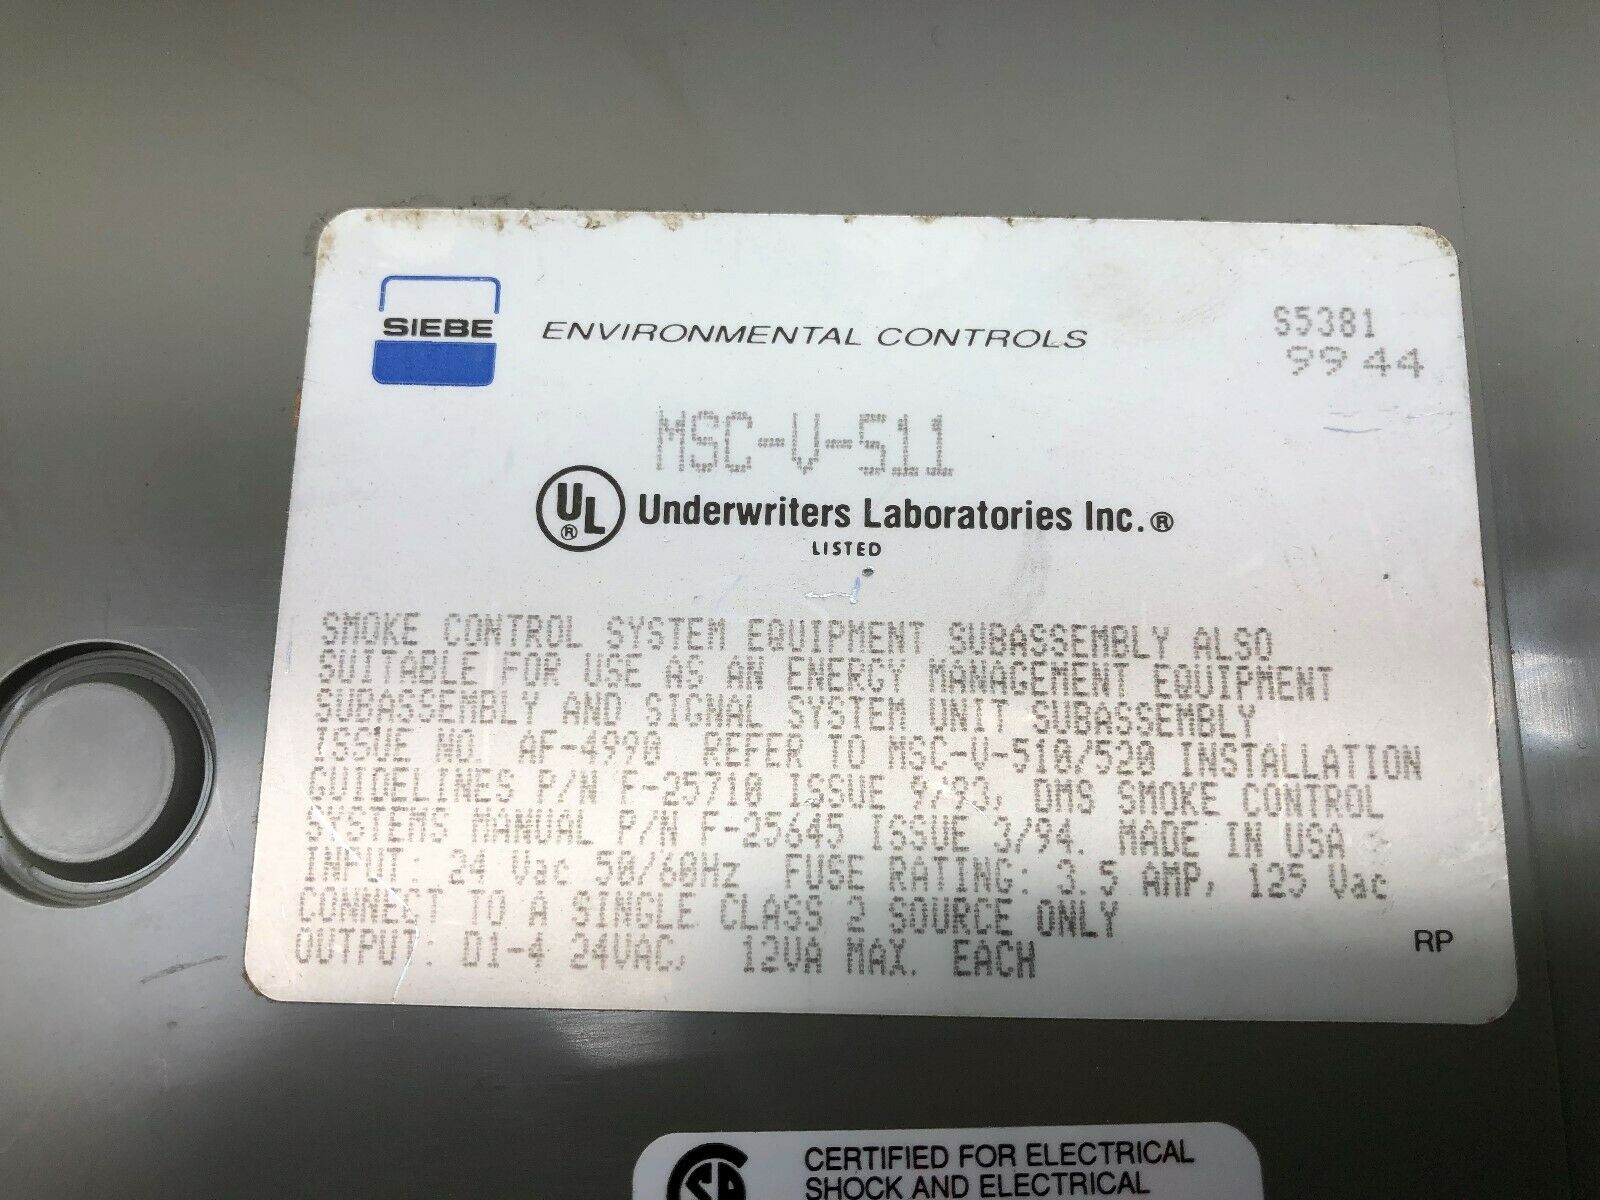 SIEBE
ENVIRONMENTAL CONTROLS
S5381
9944
MSC-V-511
UL ® Underwriters Laboratories Inc.®
LISTED
SMOKE CONTROL SYSTEM EQUIPMENT SUBASSEMBLY ALSO
SUITABLE FOR USE AS AN ENERGY MANAGEMENT EQUIPMENT
SUBASSEMBLY AND SIGNAL SYSTEM UNIT SUBASSEMBLY
ISSUE NO. AF-4990 REFER TO MSC-V-510/520 INSTALLATION
GUIDELINES P/N F-25710 ISSUE 9/93, DMS SMOKE CONTROL
SYSTEMS MANUAL P/N F-25645 ISSUE 3/94. MADE IN USA
INPUT: 24 Vac 50/60Hz FUSE RATING: 3.5 AMP, 125 Vac
CONNECT TO A SINGLE CLASS 2 SOURCE ONLY
OUTPUT: D1-4 24VAC, 12VA MAX. EACH
RP
CERTIFIED FOR ELECTRICAL
SHOCK AND ELECTRICAL